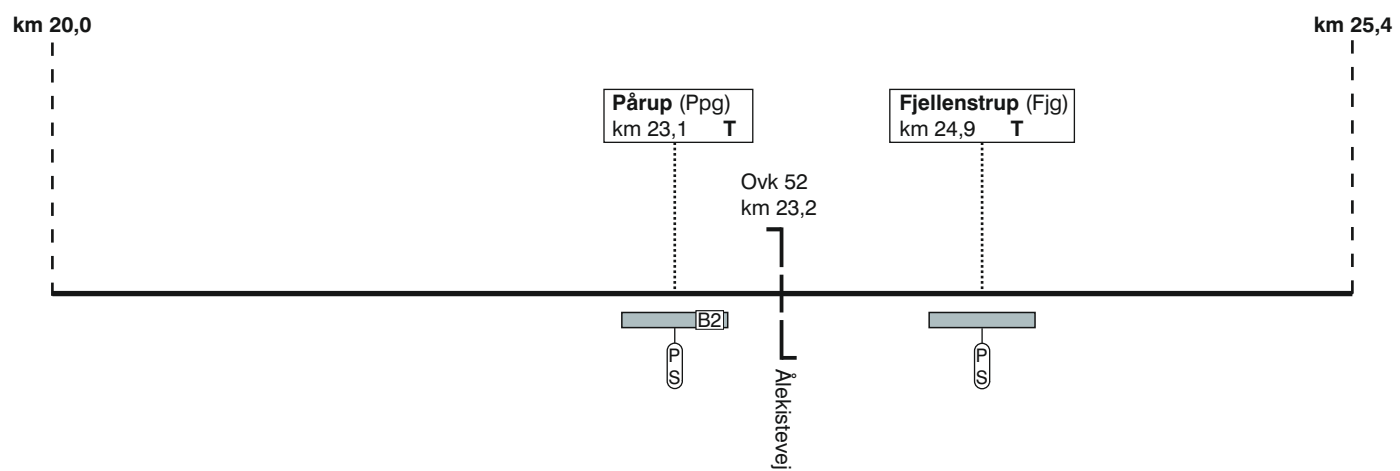 km 20,0
km 25,4
Pårup (Ppg)
km 23,1 T
Fjellenstrup (Fjg)
km 24,9 T
Ovk 52
km 23,2
B2
P
S
P
S
Ålekistevej